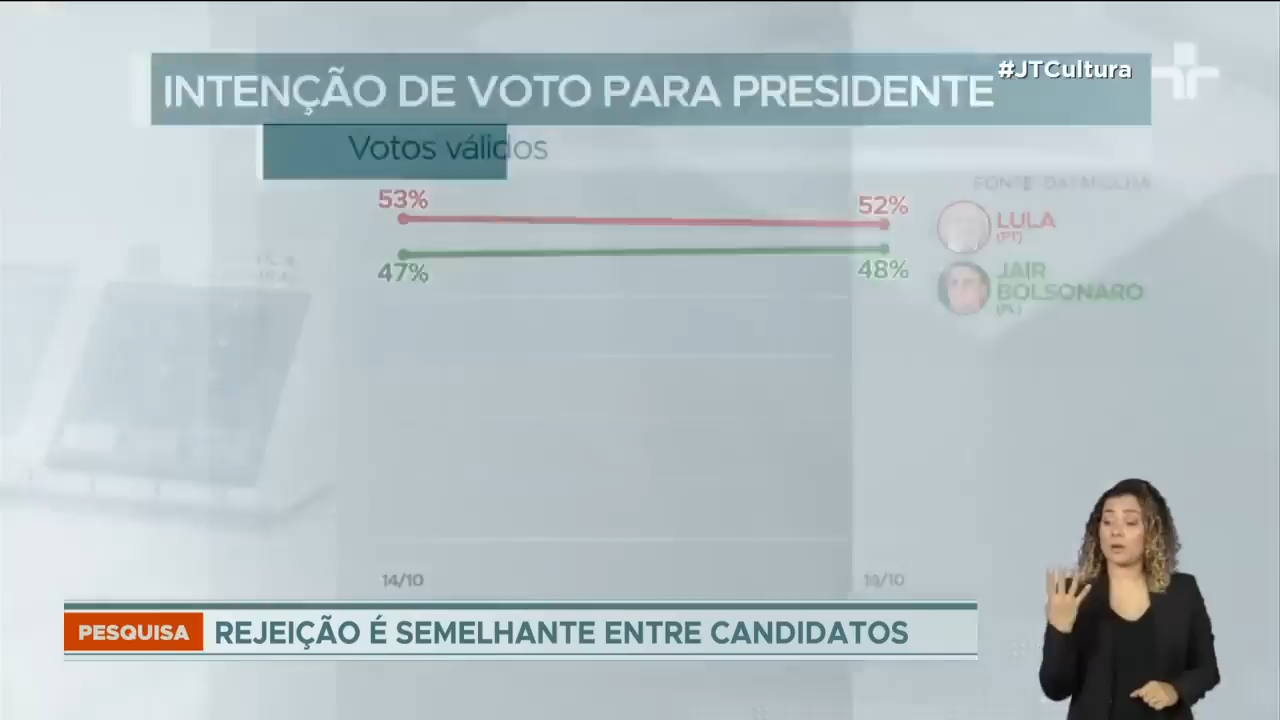 INTENÇÃO DE VOTO PARA PRESIDENTE
#JTCultura
Votos válidos
FONTE: DATAFOLHA
53%
52%
LULA
(PT)
47%
48%
JAIR
BOLSONARO
(PL)
14/10
19/10
PESQUISA
REJEIÇÃO É SEMELHANTE ENTRE CANDIDATOS